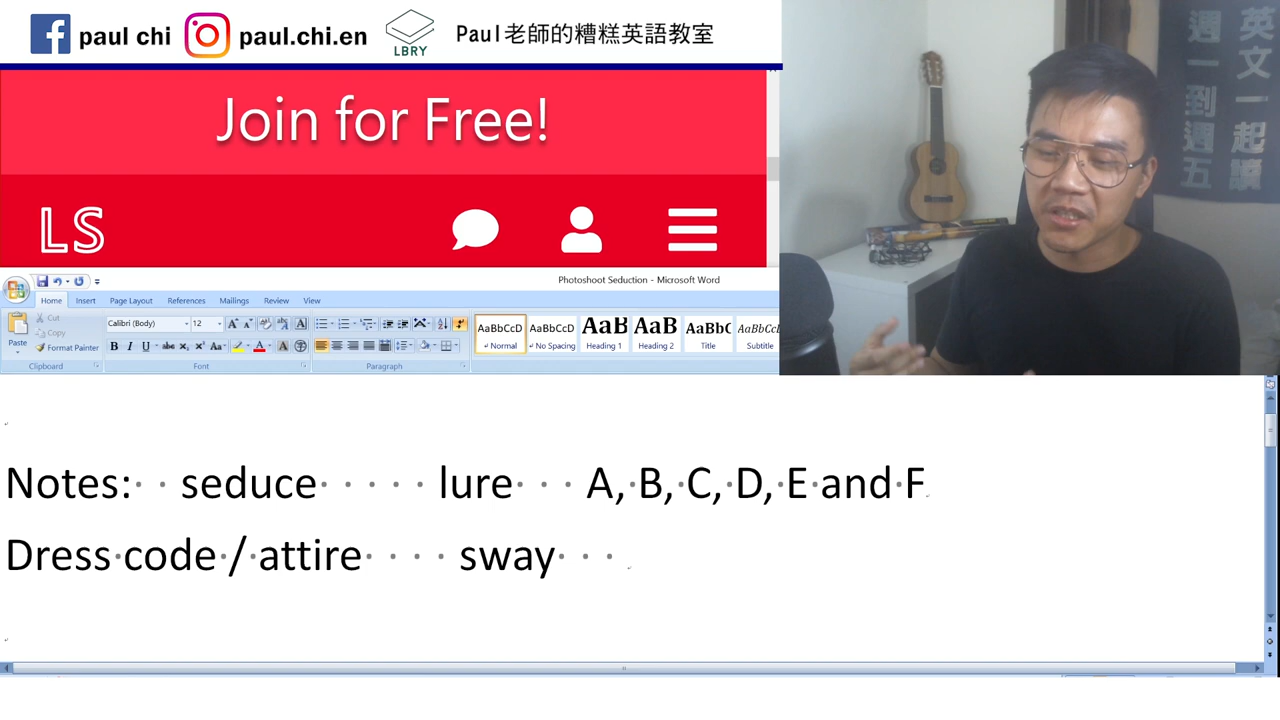 paul chi
paul.chi.en
LBRY
Paul老師的糟糕英語教室
Join for Free!
LS
Photoshoot Seduction - Microsoft Word
Home Insert Page Layout References Mailings Review View
Cut
Copy
Format Painter
Paste
Calibri (Body) 12
AaBbCcD AaBbCcD AaB AaB AaBbC AaBbCcD
Normal No Spacing Heading 1 Heading 2 Title Subtitle
Clipboard Font Paragraph
英文一起讀
週一到週五
Notes: seduce lure A, B, C, D, E and F
Dress code / attire sway